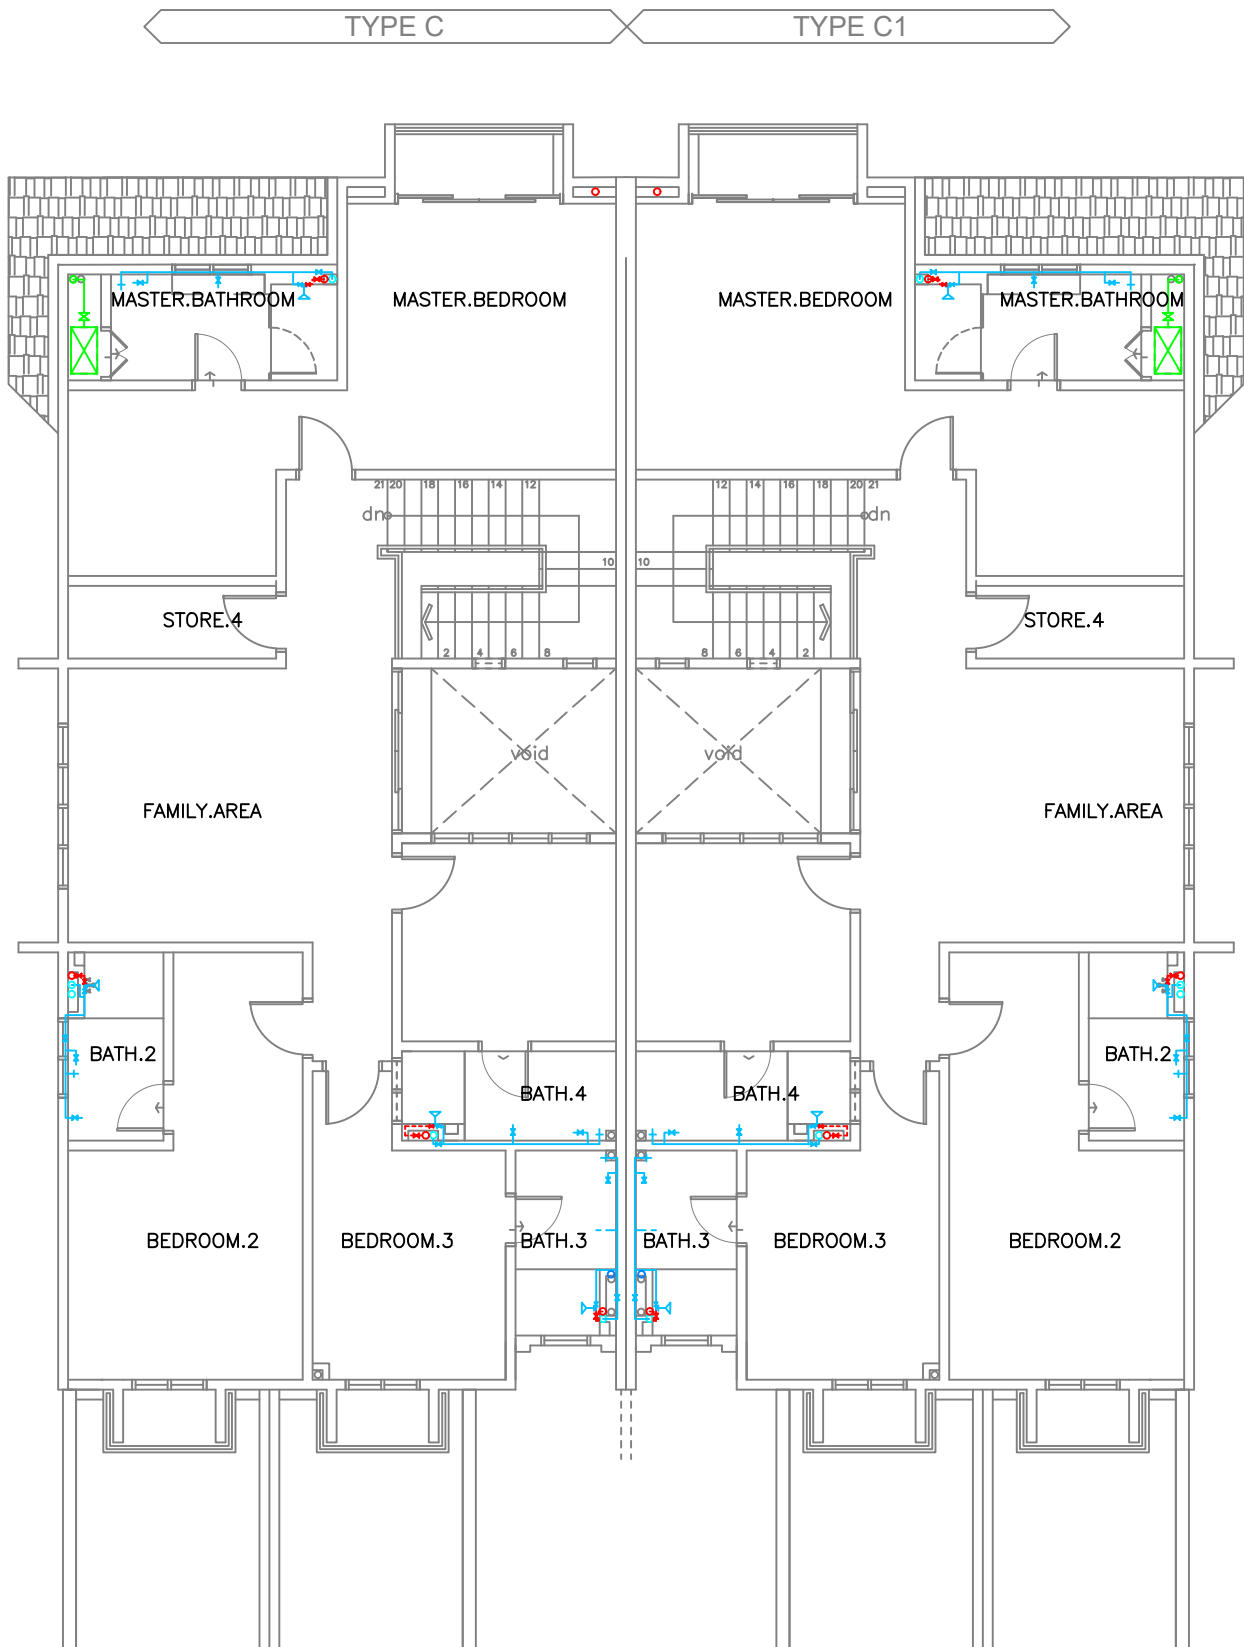 TYPE C TYPE C1
MASTER.BATHROOM MASTER.BEDROOM MASTER.BEDROOM MASTER.BATHROOM
21 20 18 16 14 12 12 14 16 18 20 21
dn dn
10 10
STORE.4 STORE.4
2 4 6 8 8 6 4 2
void void
FAMILY.AREA FAMILY.AREA
BATH.2 BATH.2
BATH.4 BATH.4
BEDROOM.2 BEDROOM.3 BATH.3 BATH.3 BEDROOM.3 BEDROOM.2